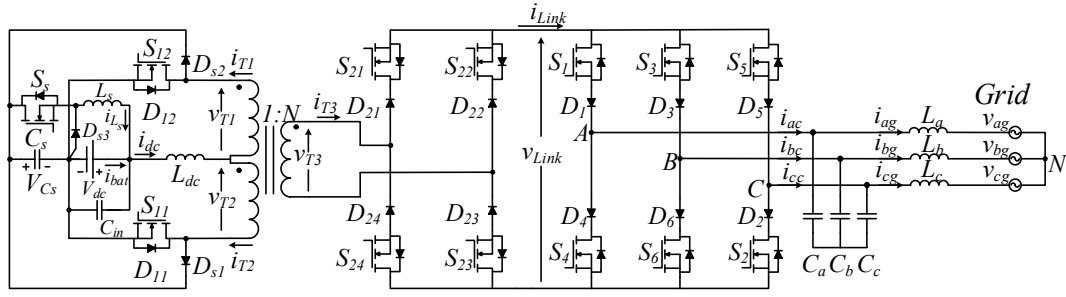 i_Link
S_12
D_s2
i_T1
S_s
L_s
i_Ls
D_12
v_T1
1:N
i_T3
S_21
S_22
S_1
S_3
S_5
D_21
D_22
D_1
D_3
D_5
Grid
C_s
D_s3
i_dc
v_T3
A
i_ac
i_ag
L_a
v_ag
v_Link
B
i_bc
i_bg
L_b
v_bg
N
V_Cs
V_dc
i_bat
L_dc
C
i_cc
i_cg
L_c
v_cg
v_T2
S_11
C_in
D_24
D_23
D_4
D_6
D_2
D_11
D_s1
i_T2
S_24
S_23
S_4
S_6
S_2
C_a
C_b
C_c